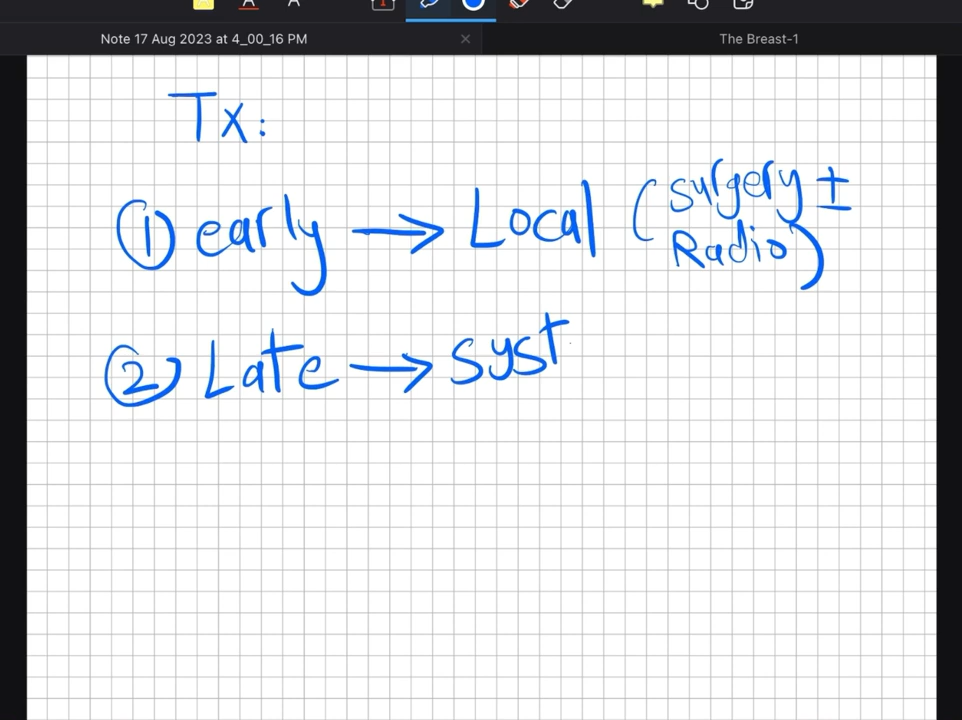 Note 17 Aug 2023 at 4_00_16 PM
The Breast-1
Tx:
① early → Local (Surgery ±
Radio)
② Late → Syst